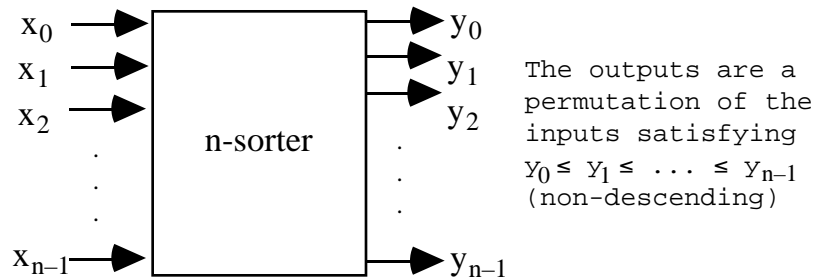 x₀
x₁
x₂
.
.
.
xₙ₋₁
n-sorter
y₀
y₁
y₂
.
.
.
yₙ₋₁
The outputs are a
permutation of the
inputs satisfying
y₀ ≤ y₁ ≤ ... ≤ yₙ₋₁
(non-descending)